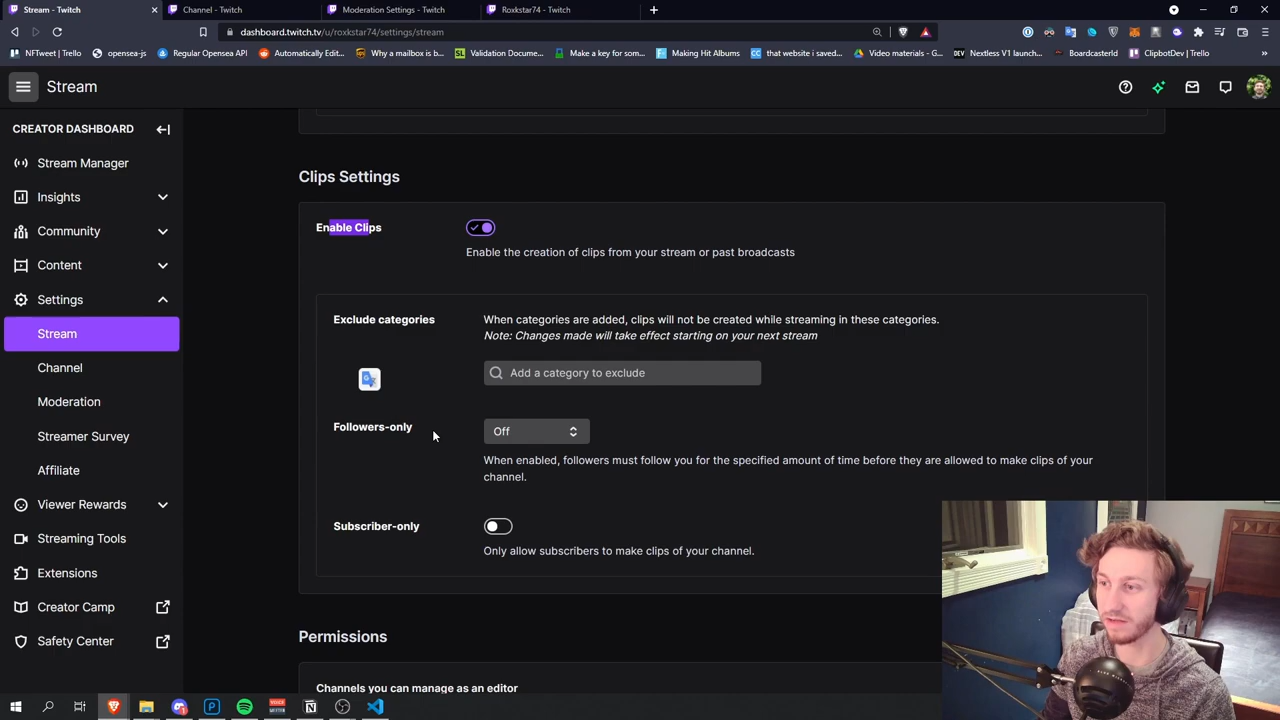 Stream - Twitch
Channel - Twitch
Moderation Settings - Twitch
Roxkstar74 - Twitch
dashboard.twitch.tv/u/roxkstar74/settings/stream
NFTweet | Trello
opensea-js
Regular Opensea API
Automatically Edit...
Why a mailbox is b...
Validation Docume...
Make a key for som...
Making Hit Albums
that website i saved...
Video materials - G...
Nextless V1 launch...
BoardcasterId
ClipbotDev | Trello
Stream
CREATOR DASHBOARD
Stream Manager
Insights
Community
Content
Settings
Stream
Channel
Moderation
Streamer Survey
Affiliate
Viewer Rewards
Streaming Tools
Extensions
Creator Camp
Safety Center
Clips Settings
Enable Clips
Enable the creation of clips from your stream or past broadcasts
Exclude categories
When categories are added, clips will not be created while streaming in these categories.
Note: Changes made will take effect starting on your next stream
Add a category to exclude
Followers-only
Off
When enabled, followers must follow you for the specified amount of time before they are allowed to make clips of your
channel.
Subscriber-only
Only allow subscribers to make clips of your channel.
Permissions
Channels you can manage as an editor